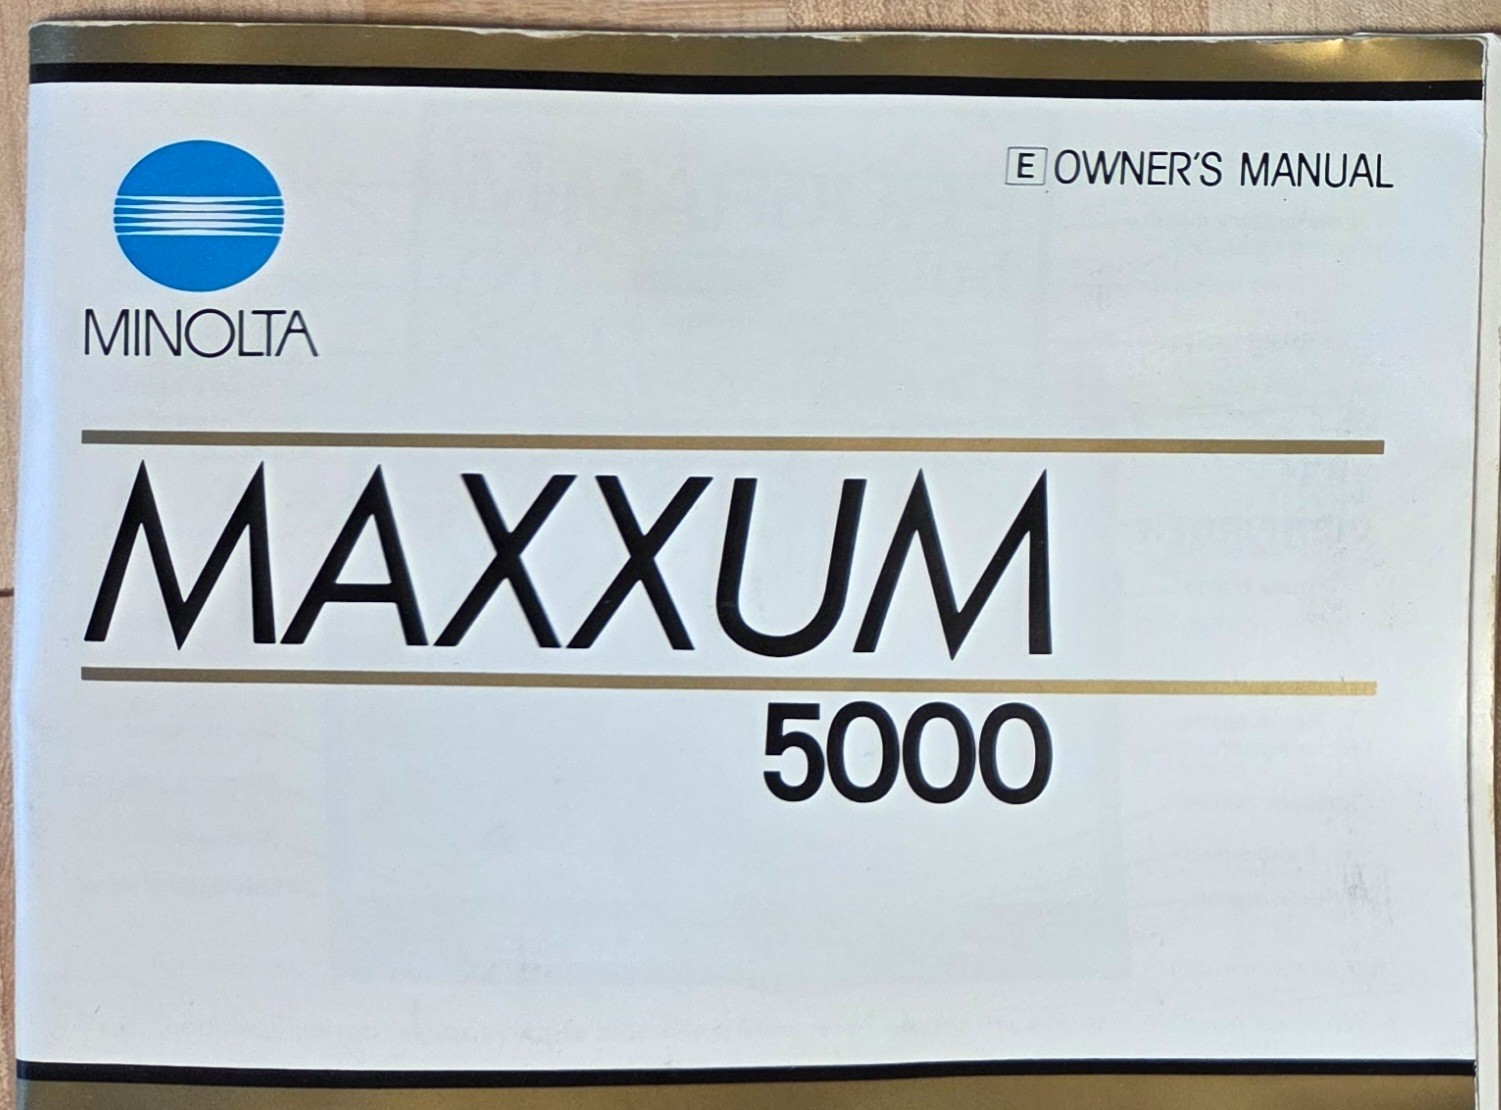 E OWNER'S MANUAL
MINOLTA
MAXXUM
5000